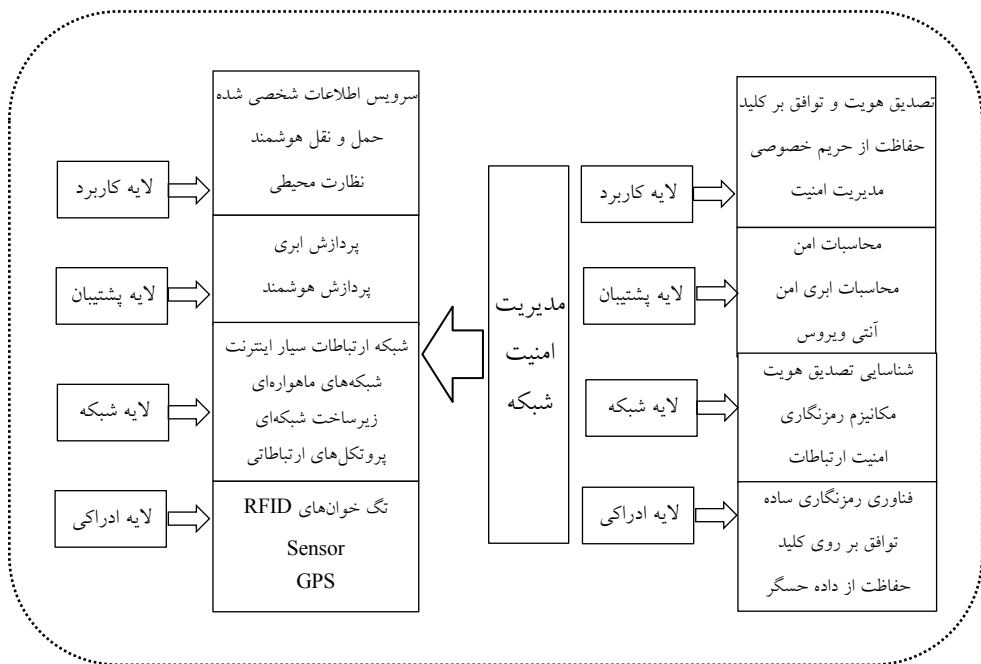 تصدیق هویت و توافق بر کلید
حفاظت از حریم خصوصی
مدیریت امنیت
لایه کاربرد
محاسبات امن
محاسبات ابری امن
آنتی ویروس
لایه پشتیبان
شناسایی تصدیق هویت
مکانیزم رمزنگاری
امنیت ارتباطات
لایه شبکه
فناوری رمزنگاری ساده
توافق بر روی کلید
حفاظت از داده حسگر
لایه ادراکی
مدیریت
امنیت
شبکه
سرویس اطلاعات شخصی شده
حمل و نقل هوشمند
نظارت محیطی
لایه کاربرد
پردازش ابری
پردازش هوشمند
لایه پشتیبان
شبکه ارتباطات سیار اینترنت
شبکه‌های ماهواره‌ای
زیرساخت شبکه‌ای
پروتکل‌های ارتباطاتی
لایه شبکه
تگ خوان‌های RFID
Sensor
GPS
لایه ادراکی